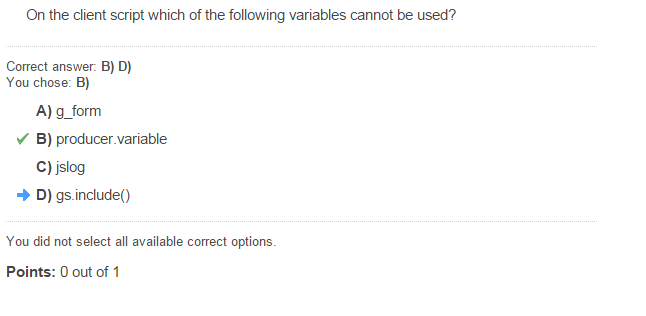 On the client script which of the following variables cannot be used?
Correct answer: B) D)
You chose: B)
A) g_form
B) producer.variable
C) jslog
D) gs.include()
You did not select all available correct options.
Points: 0 out of 1